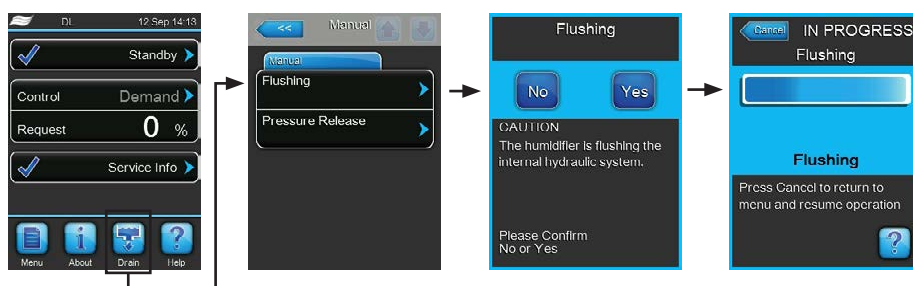 DL 12 Sep 14:13
Standby
Control Demand
Request 0 %
Service Info
Menu About Drain Help
<< Manual
Manual
Flushing
Pressure Release
Flushing
No Yes
CAUTION
The humidifier is flushing the
internal hydraulic system.
Please Confirm
No or Yes
Cancel IN PROGRESS
Flushing
Flushing
Press Cancel to return to
menu and resume operation
?